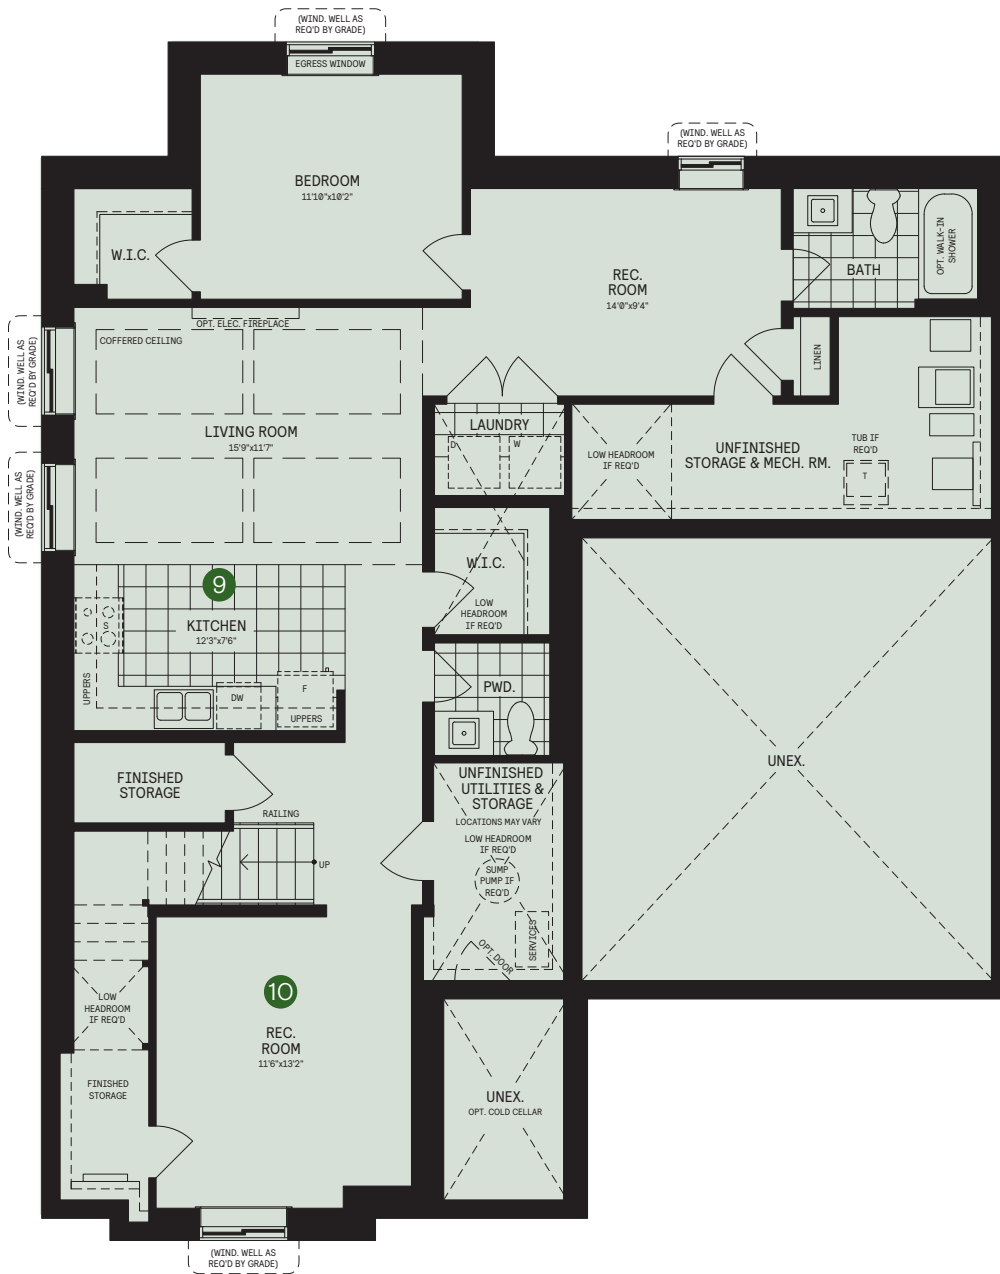 (WIND. WELL AS
REQ'D BY GRADE)
EGRESS WINDOW
BEDROOM
11'10"x10'2"
W.I.C.
(WIND. WELL AS
REQ'D BY GRADE)
REC.
ROOM
14'0"x9'4"
BATH
OPT. WALK-IN
SHOWER
LINEN
OPT. ELEC. FIREPLACE
COFFERED CEILING
LIVING ROOM
15'9"x11'7"
(WIND. WELL AS
REQ'D BY GRADE)
(WIND. WELL AS
REQ'D BY GRADE)
LAUNDRY
D
W
LOW HEADROOM
IF REQ'D
UNFINISHED
STORAGE & MECH. RM.
TUB IF
REQ'D
T
W.I.C.
LOW
HEADROOM
IF REQ'D
9
KITCHEN
12'3"x7'6"
S
UPPERS
DW
F
UPPERS
PWD.
UNEX.
FINISHED
STORAGE
RAILING
UP
UNFINISHED
UTILITIES &
STORAGE
LOCATIONS MAY VARY
LOW HEADROOM
IF REQ'D
SUMP
PUMP IF
REQ'D
SERVICES
OPT. DOOR
LOW
HEADROOM
IF REQ'D
10
REC.
ROOM
11'6"x13'2"
FINISHED
STORAGE
UNEX.
OPT. COLD CELLAR
(WIND. WELL AS
REQ'D BY GRADE)